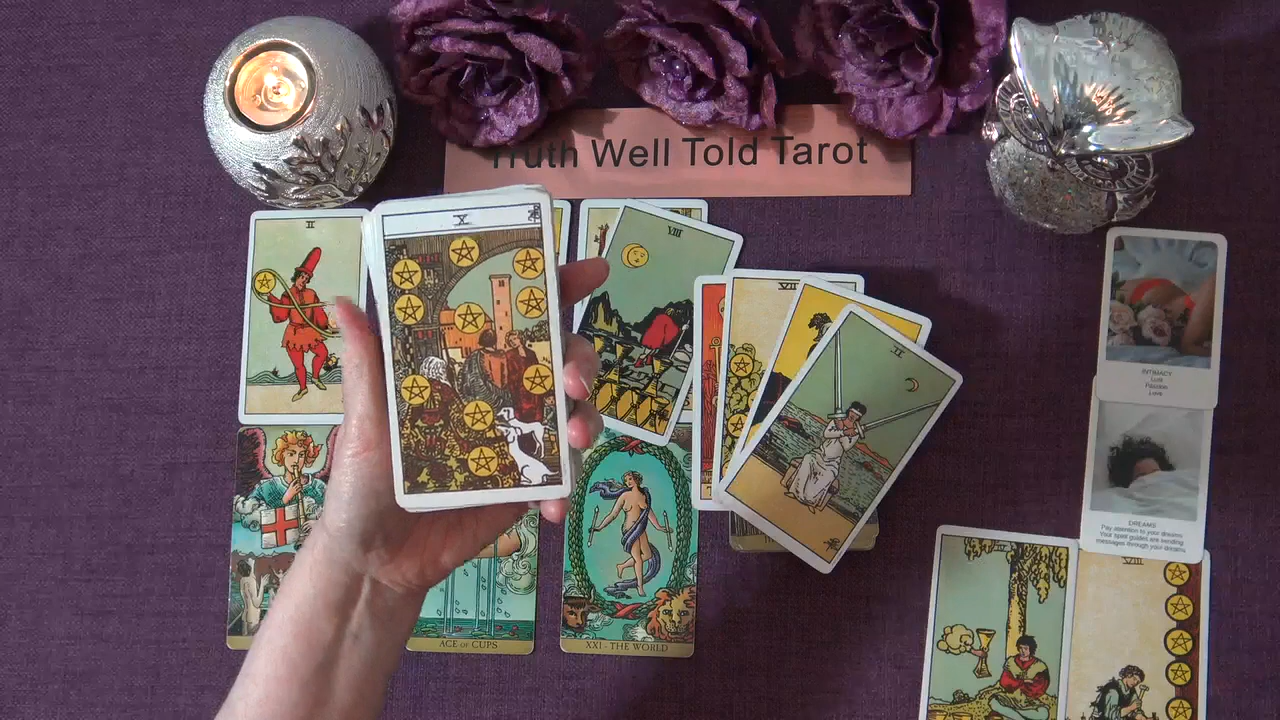 Truth Well Told Tarot
II
X
VIII
VII
II
INTIMACY
Lust
Passion
Love
DREAMS
Pay attention to your dreams.
Your spirit guides are sending
messages through your dreams.
VIII
ACE OF CUPS
XXI - THE WORLD